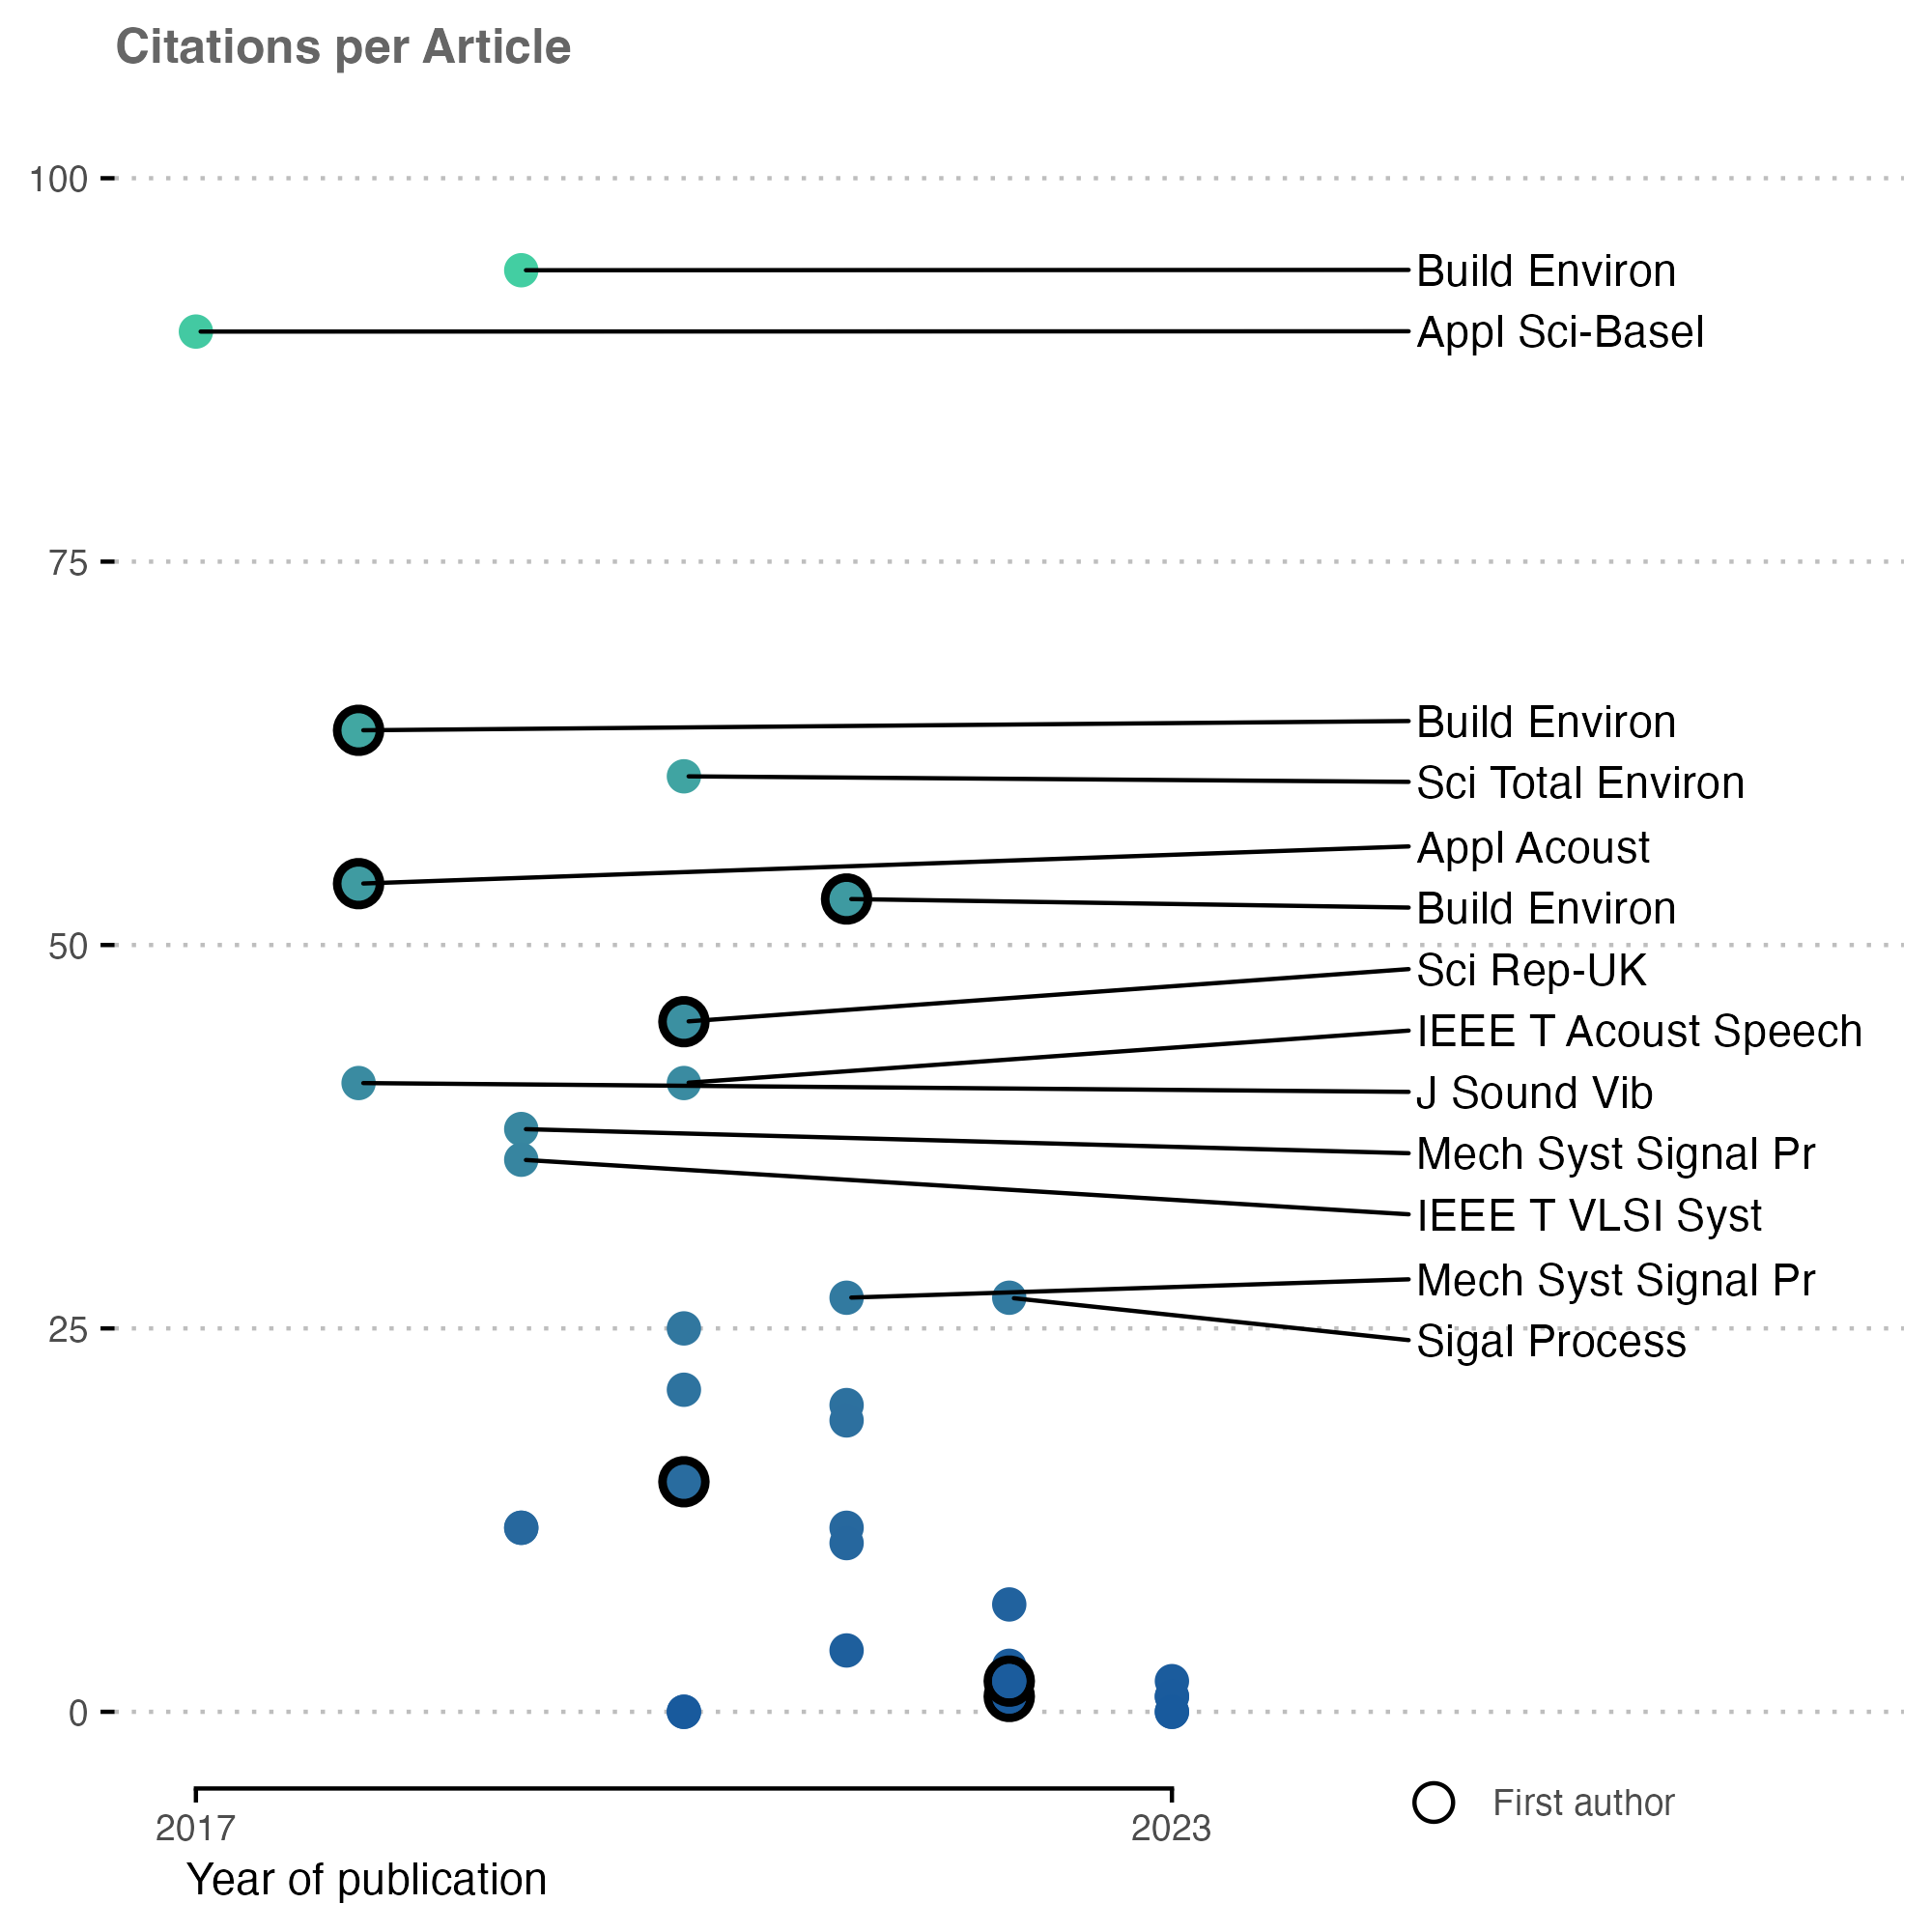 Citations per Article
100
Build Environ
Appl Sci-Basel
75
Build Environ
Sci Total Environ
Appl Acoust
Build Environ
50
Sci Rep-UK
IEEE T Acoust Speech
J Sound Vib
Mech Syst Signal Pr
IEEE T VLSI Syst
Mech Syst Signal Pr
25
Sigal Process
0
First author
2017
2023
Year of publication